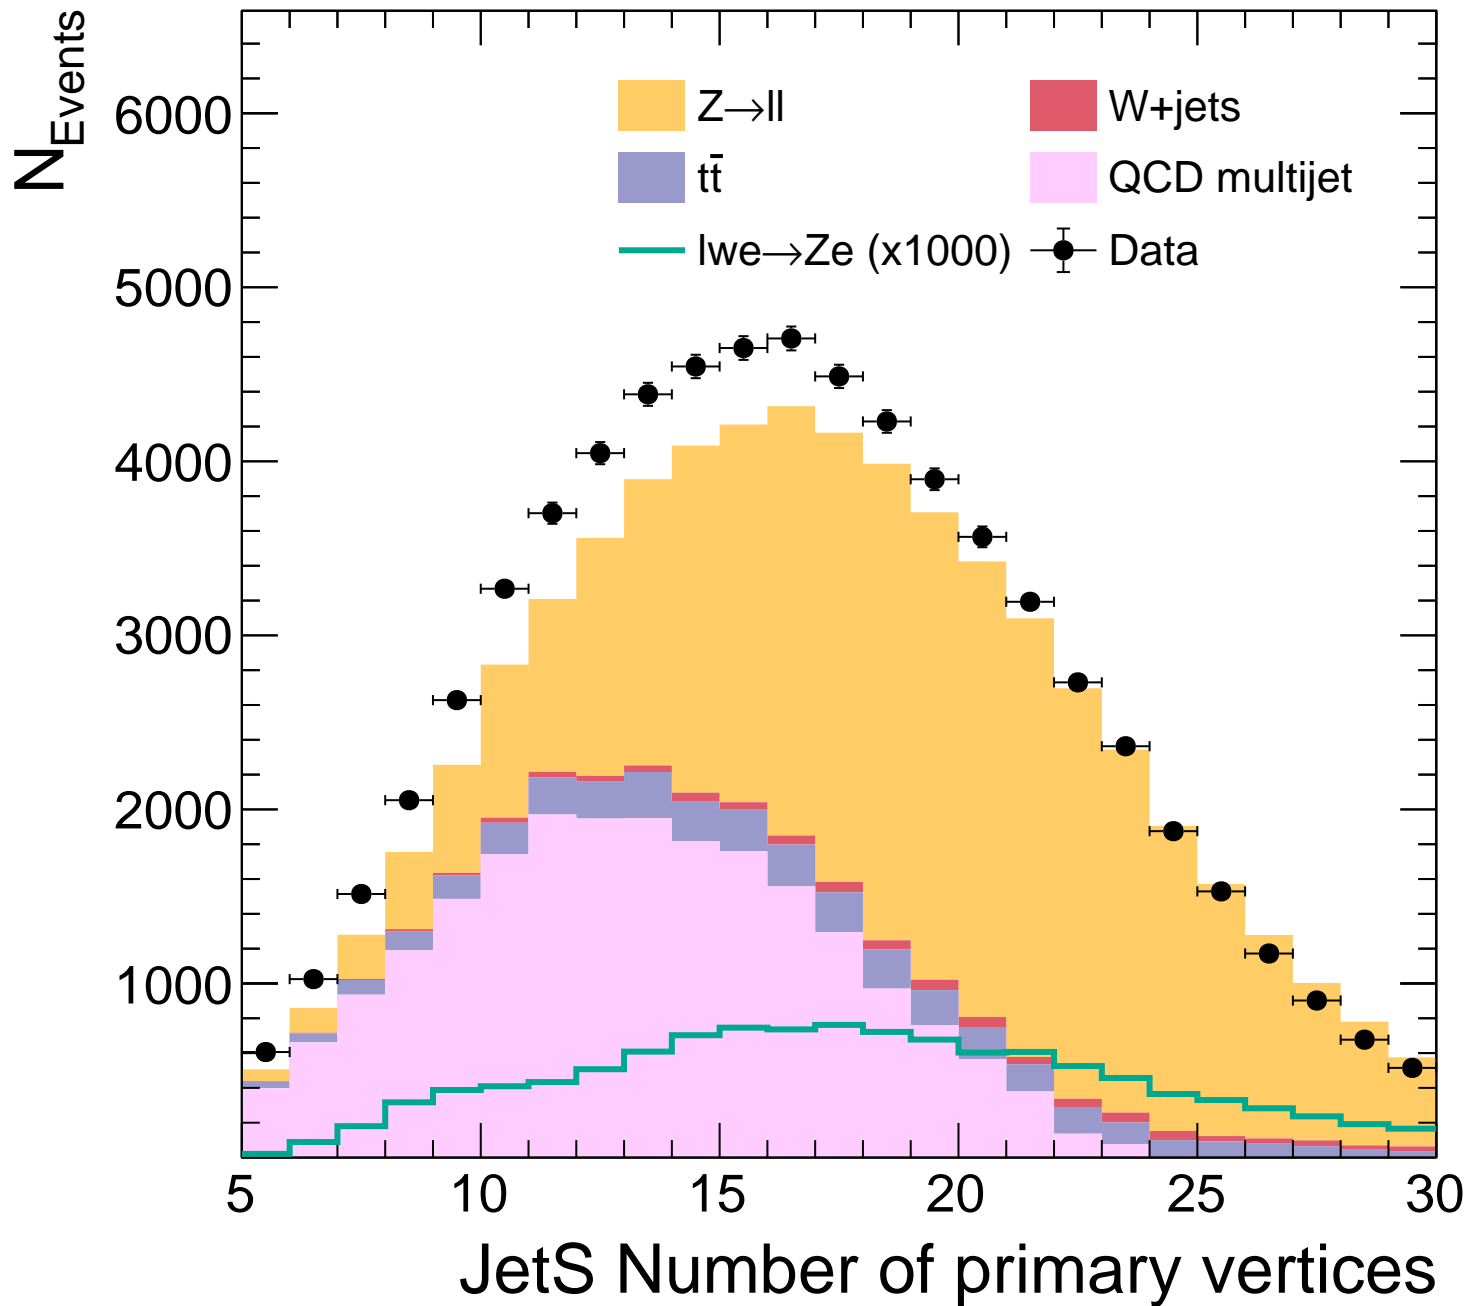 N_Events
6000
5000
4000
3000
2000
1000
Z→ll
W+jets
tt̄
QCD multijet
lwe→Ze (x1000)
Data
5 10 15 20 25 30
JetS Number of primary vertices